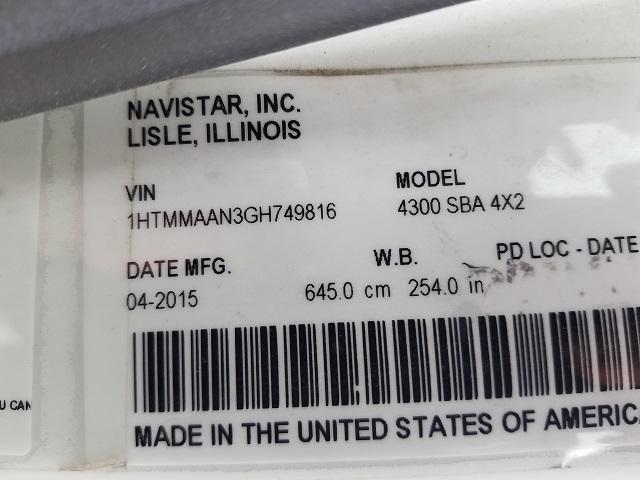 NAVISTAR, INC.
LISLE, ILLINOIS
VIN MODEL
1HTMMAAN3GH749816 4300 SBA 4X2
DATE MFG. W.B. PD LOC - DATE
04-2015 645.0 cm 254.0 in
MADE IN THE UNITED STATES OF AMERICA
U CAN